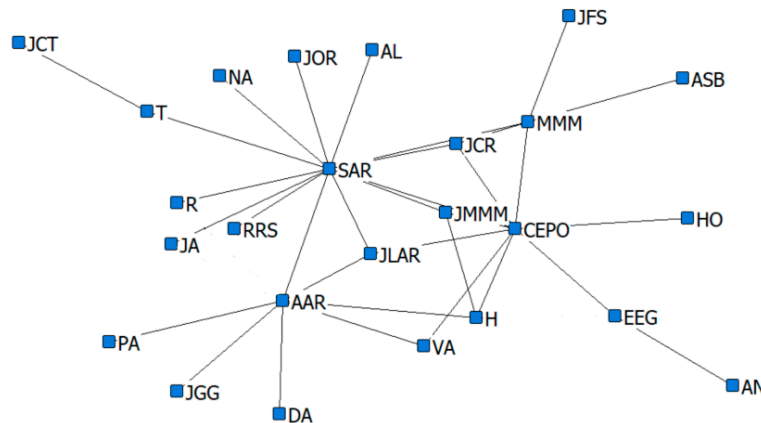 JFS
JCT
JOR
AL
NA
ASB
T
MMM
JCR
SAR
R
JMMM
HO
RRS
CEPO
JA
JLAR
AAR
H
EEG
PA
VA
JGG
AN
DA